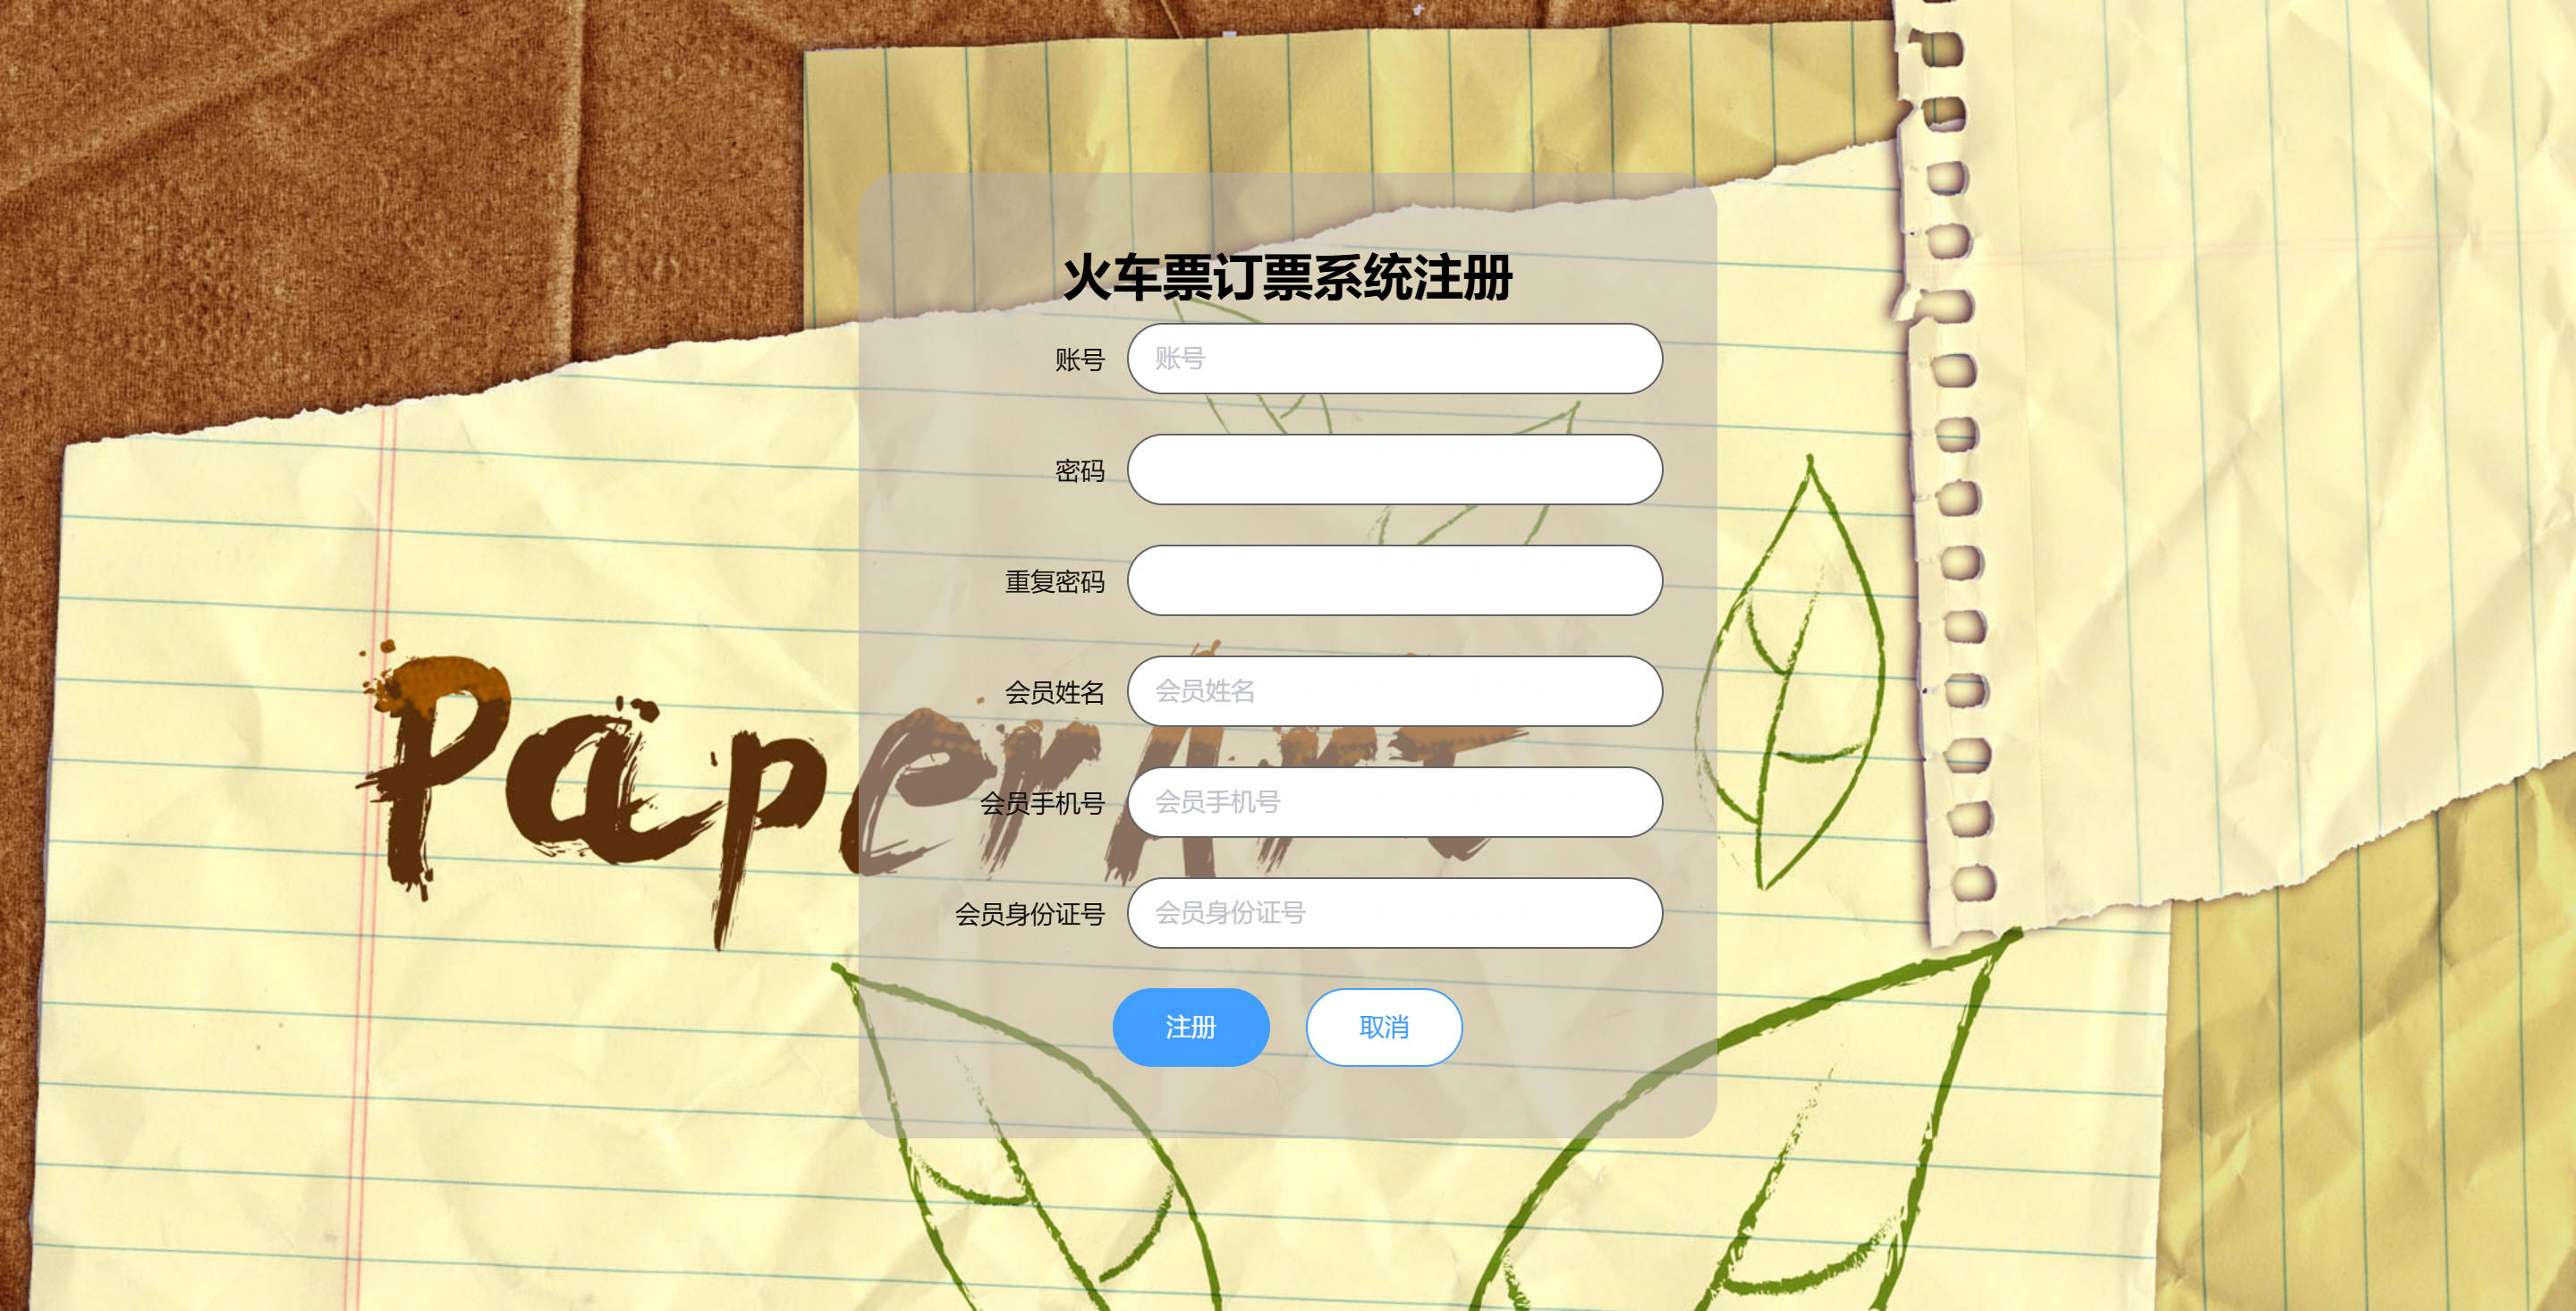 火车票订票系统注册
账号 账号
密码
重复密码
会员姓名 会员姓名
Paper Art
会员手机号 会员手机号
会员身份证号 会员身份证号
注册 取消